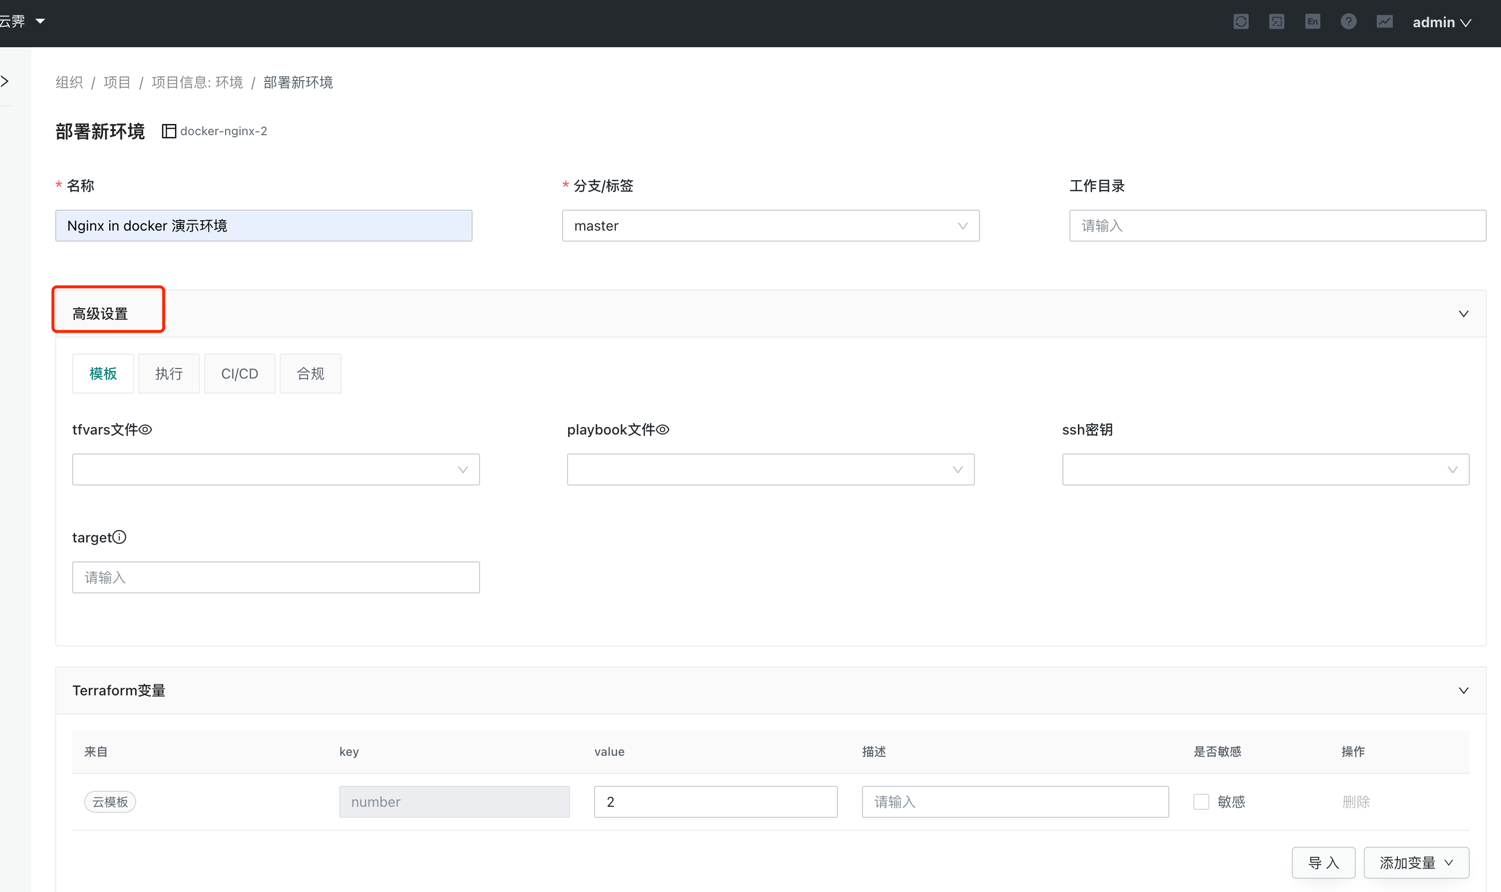 云霁
En
?
admin
组织 / 项目 / 项目信息: 环境 / 部署新环境
部署新环境 docker-nginx-2
* 名称
* 分支/标签
工作目录
Nginx in docker 演示环境
master
请输入
高级设置
模板 执行 CI/CD 合规
tfvars文件
playbook文件
ssh密钥
target
请输入
Terraform变量
来自 key value 描述 是否敏感 操作
云模板 number 2 请输入 敏感 删除
导 入 添加变量